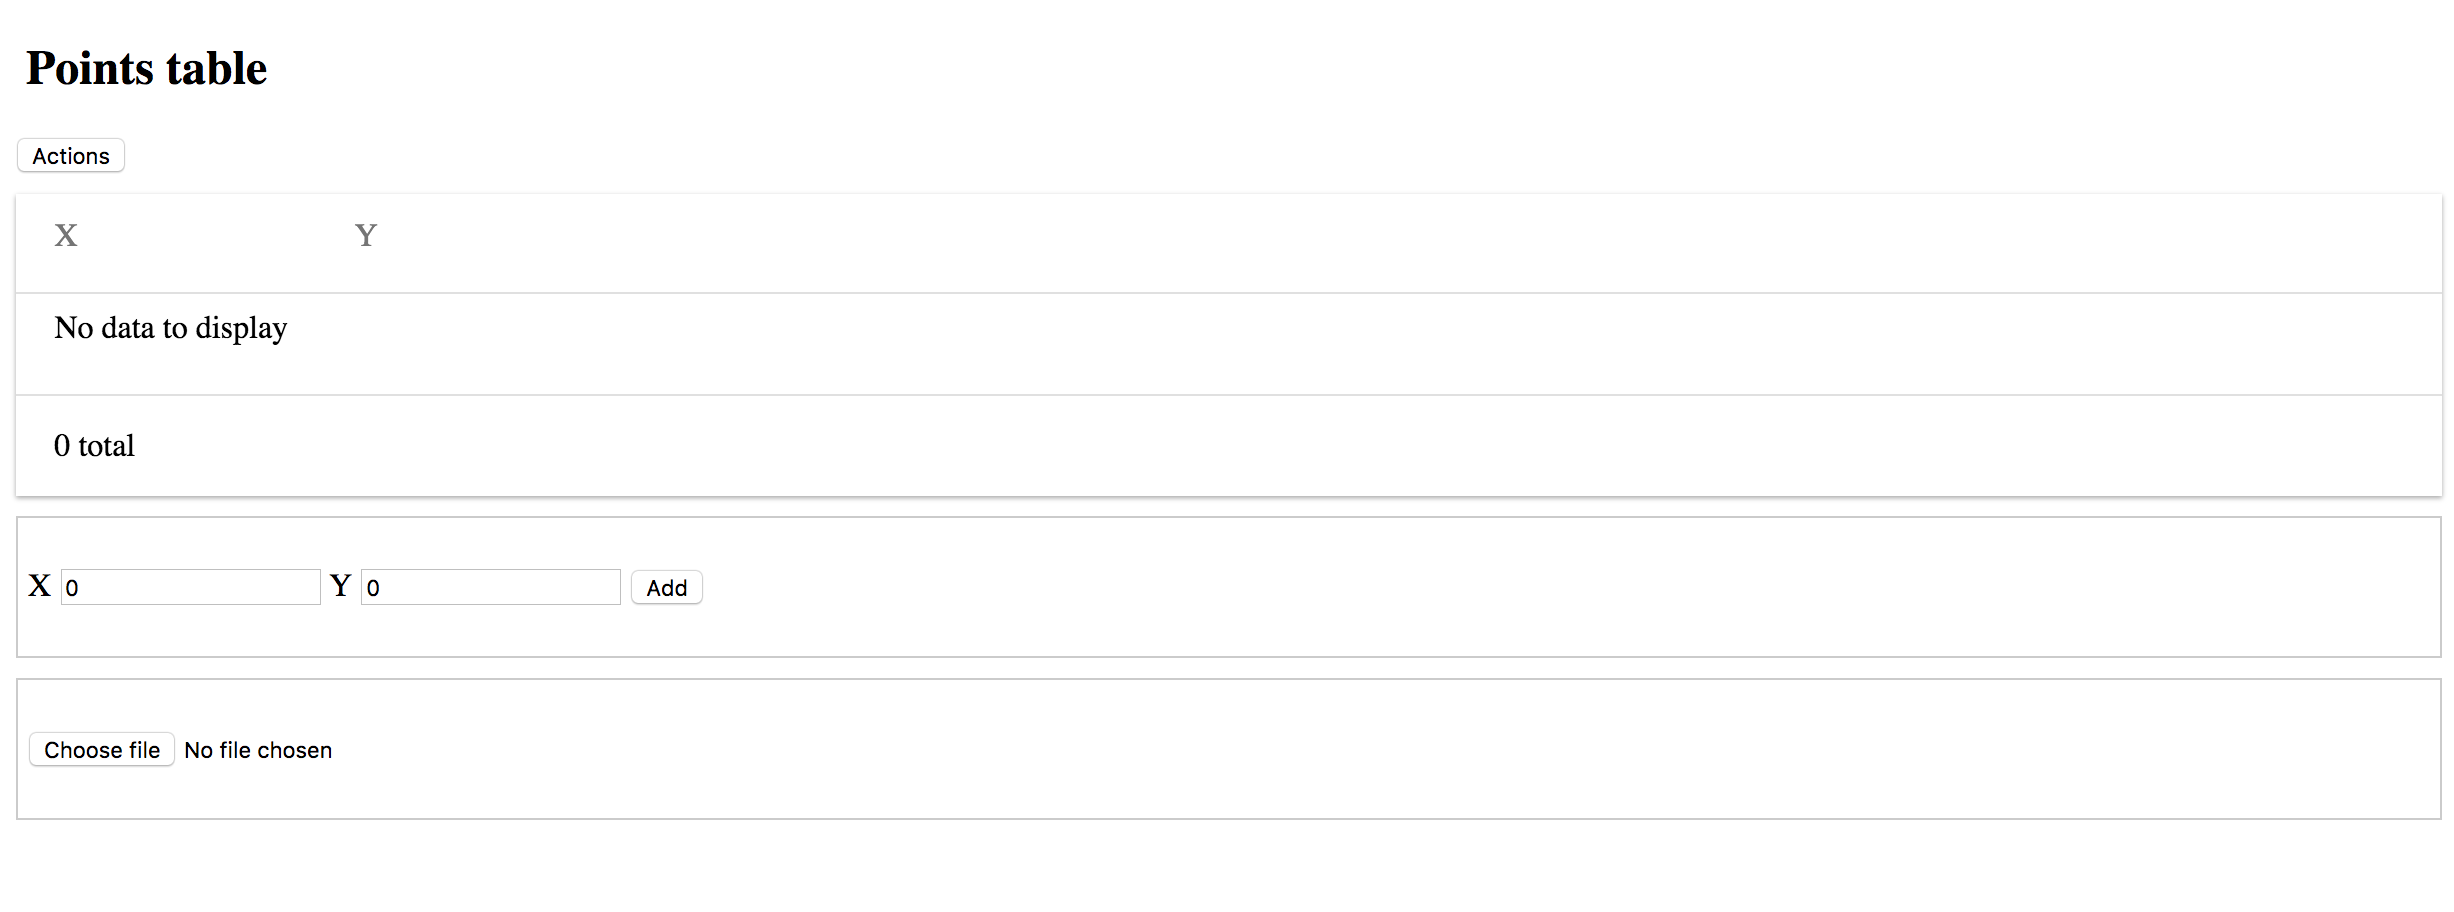 Points table
Actions
X Y
No data to display
0 total
X 0 Y 0 Add
Choose file No file chosen